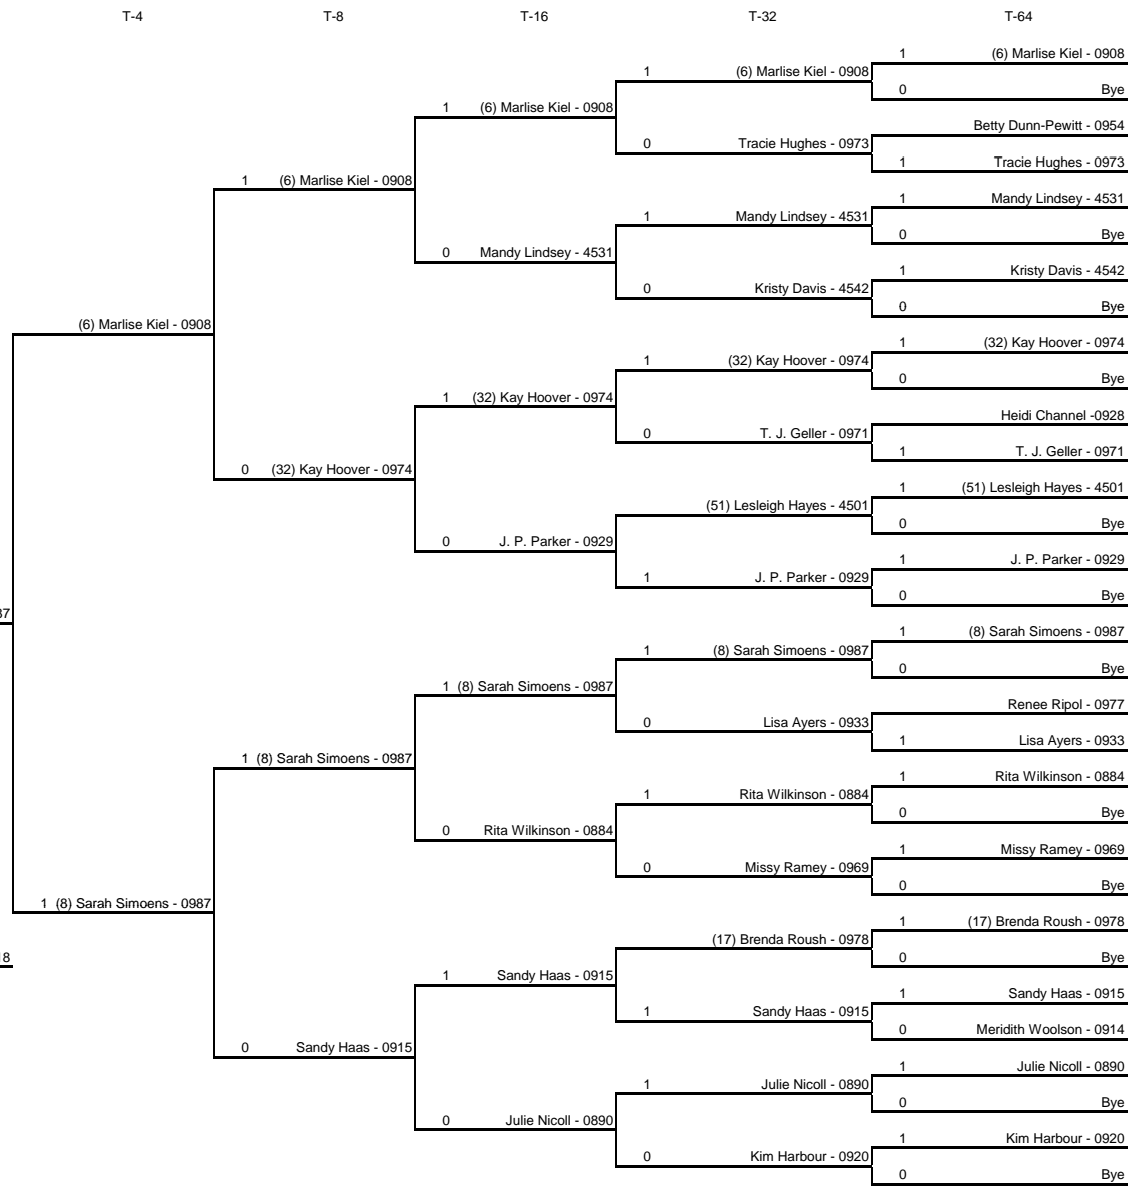 T-4 T-8 T-16 T-32 T-64
1 (6) Marlise Kiel - 0908
1 (6) Marlise Kiel - 0908
0 Bye
1 (6) Marlise Kiel - 0908
Betty Dunn-Pewitt - 0954
0 Tracie Hughes - 0973
1 Tracie Hughes - 0973
1 (6) Marlise Kiel - 0908
1 Mandy Lindsey - 4531
1 Mandy Lindsey - 4531
0 Bye
0 Mandy Lindsey - 4531
1 Kristy Davis - 4542
0 Kristy Davis - 4542
0 Bye
(6) Marlise Kiel - 0908
1 (32) Kay Hoover - 0974
1 (32) Kay Hoover - 0974
0 Bye
1 (32) Kay Hoover - 0974
Heidi Channel -0928
0 T. J. Geller - 0971
1 T. J. Geller - 0971
0 (32) Kay Hoover - 0974
1 (51) Lesleigh Hayes - 4501
(51) Lesleigh Hayes - 4501
0 Bye
0 J. P. Parker - 0929
1 J. P. Parker - 0929
1 J. P. Parker - 0929
0 Bye
87
1 (8) Sarah Simoens - 0987
1 (8) Sarah Simoens - 0987
0 Bye
1 (8) Sarah Simoens - 0987
Renee Ripol - 0977
0 Lisa Ayers - 0933
1 Lisa Ayers - 0933
1 (8) Sarah Simoens - 0987
1 Rita Wilkinson - 0884
1 Rita Wilkinson - 0884
0 Bye
0 Rita Wilkinson - 0884
1 Missy Ramey - 0969
0 Missy Ramey - 0969
0 Bye
1 (8) Sarah Simoens - 0987
1 (17) Brenda Roush - 0978
(17) Brenda Roush - 0978
0 Bye
18
1 Sandy Haas - 0915
1 Sandy Haas - 0915
1 Sandy Haas - 0915
0 Meridith Woolson - 0914
0 Sandy Haas - 0915
1 Julie Nicoll - 0890
1 Julie Nicoll - 0890
0 Bye
0 Julie Nicoll - 0890
1 Kim Harbour - 0920
0 Kim Harbour - 0920
0 Bye